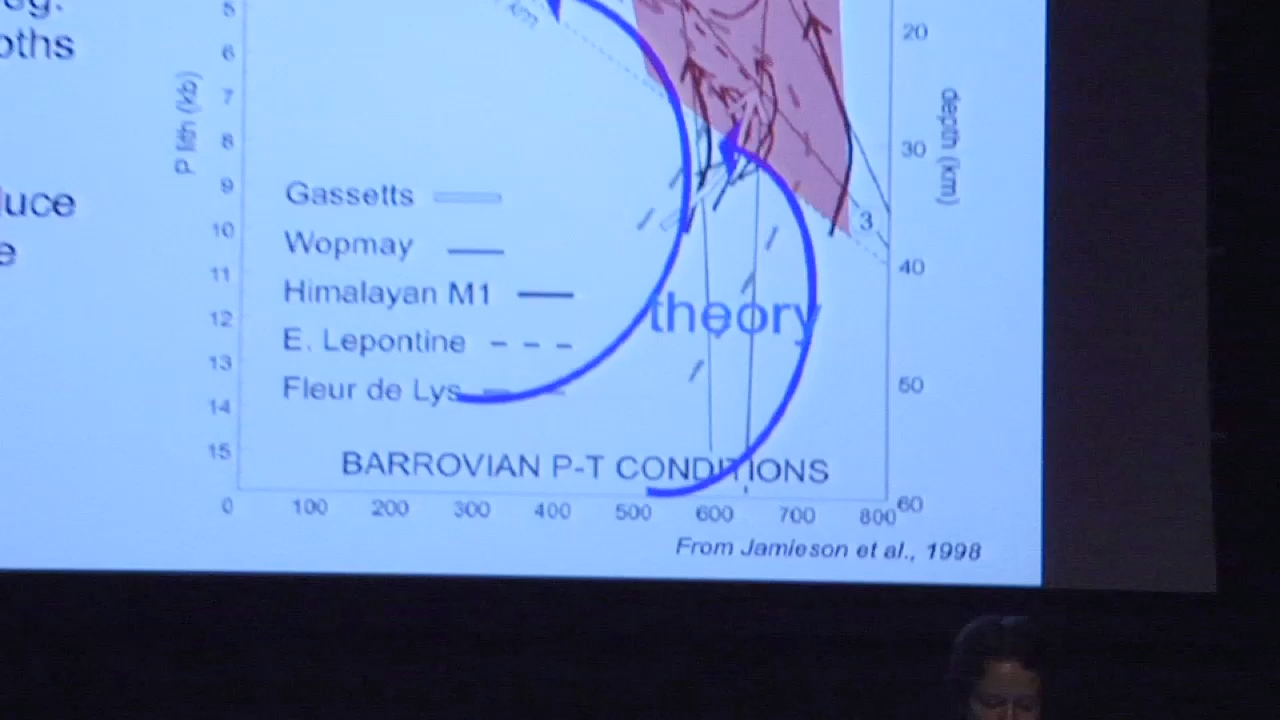 oths
luce
e
P lith (kb)
5
6
7
8
9
10
11
12
13
14
15
km
Gassetts
Wopmay
Himalayan M1
E. Lepontine
Fleur de Lys
theory
3
BARROVIAN P-T CONDITIONS
0 100 200 300 400 500 600 700 800
20
30
40
50
60
depth (km)
From Jamieson et al., 1998